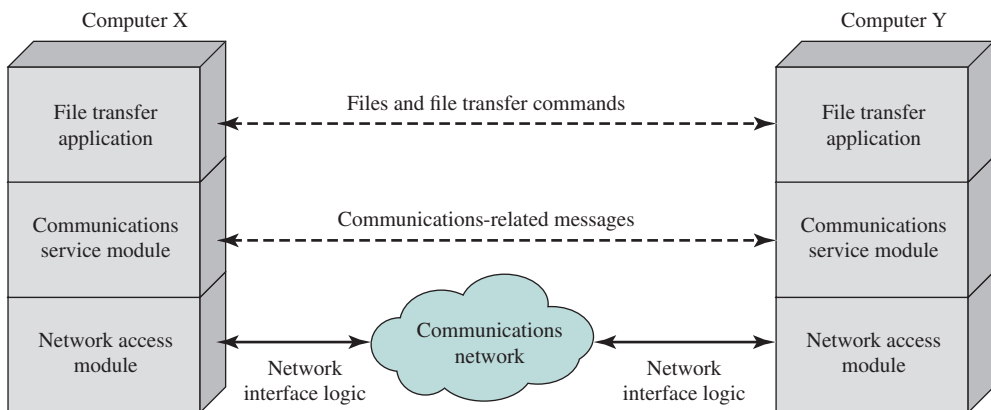 Computer X
Computer Y
File transfer
application
Files and file transfer commands
File transfer
application
Communications
service module
Communications-related messages
Communications
service module
Network access
module
Network
interface logic
Communications
network
Network
interface logic
Network access
module